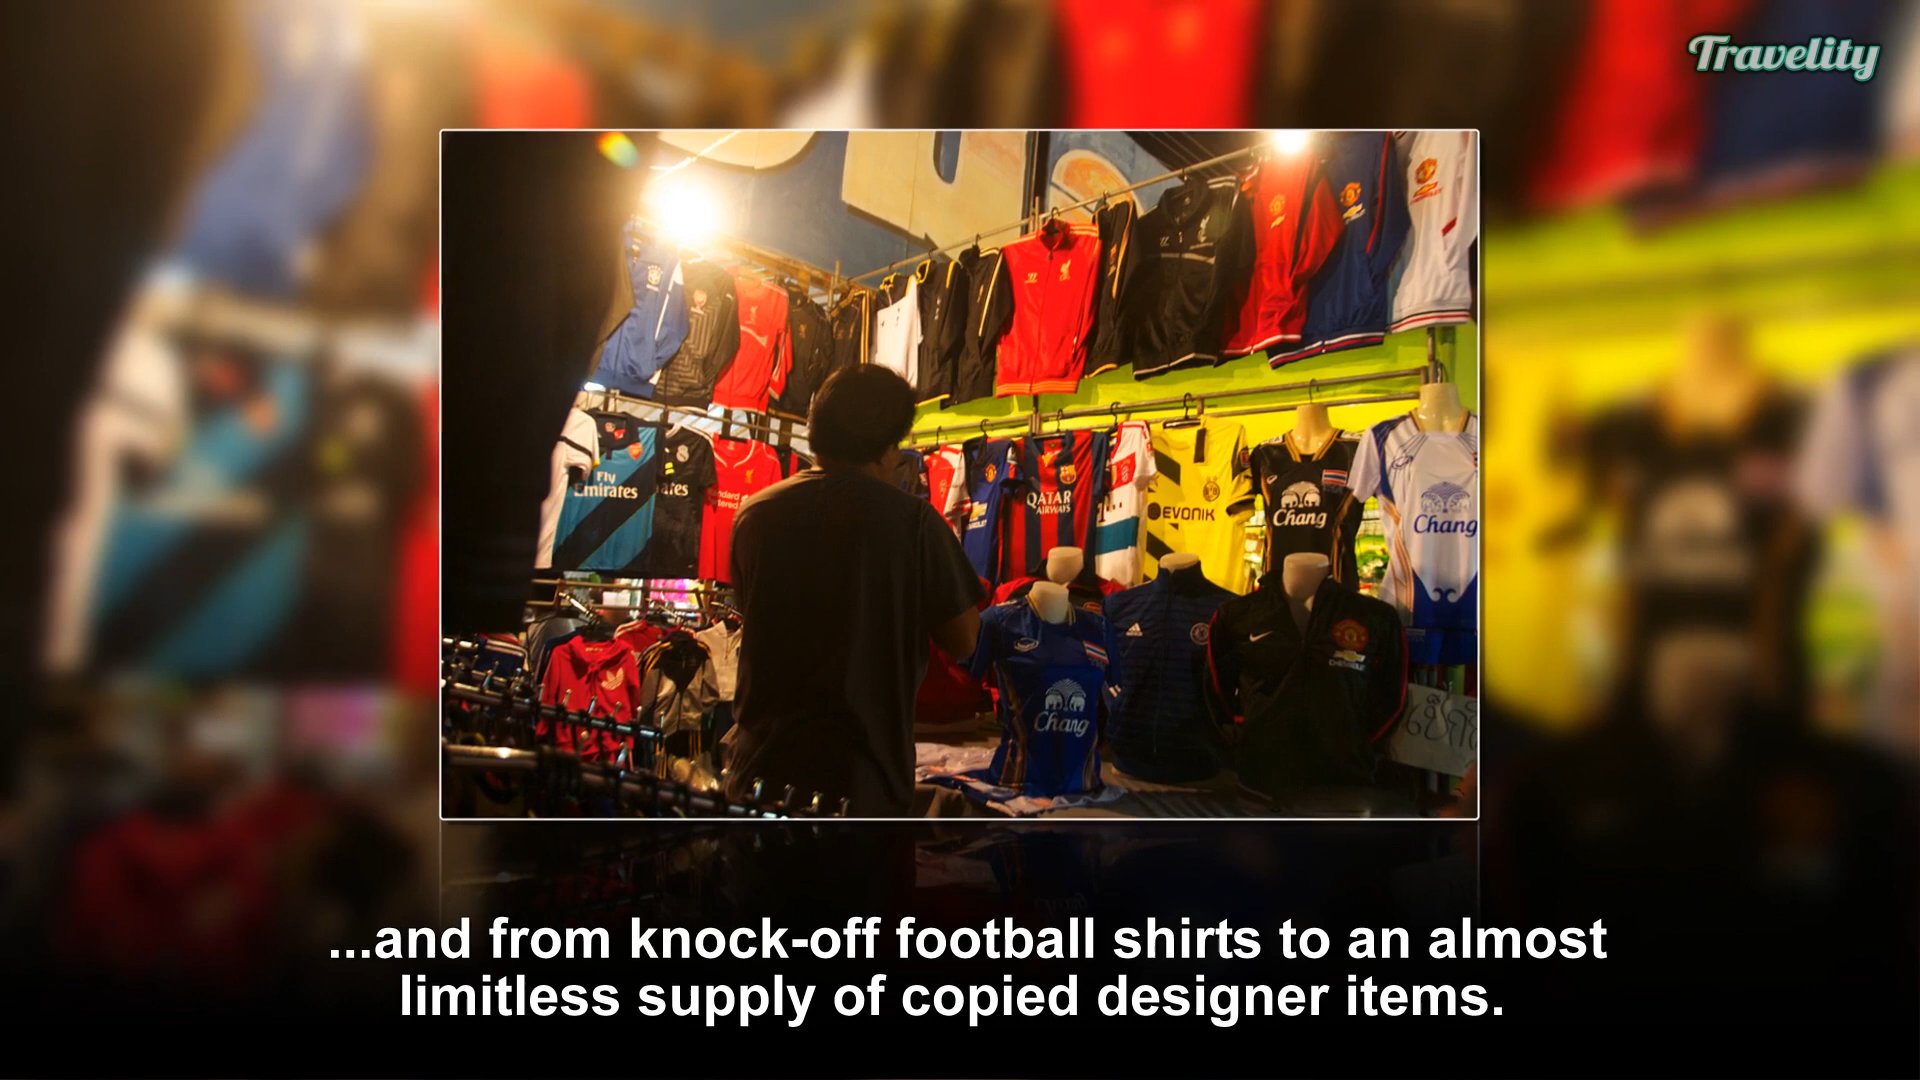 Travelity
Fly
Emirates
QATAR
AIRWAYS
EVONIK
Chang
Chang
Chang
CHEVROLET
...and from knock-off football shirts to an almost
limitless supply of copied designer items.